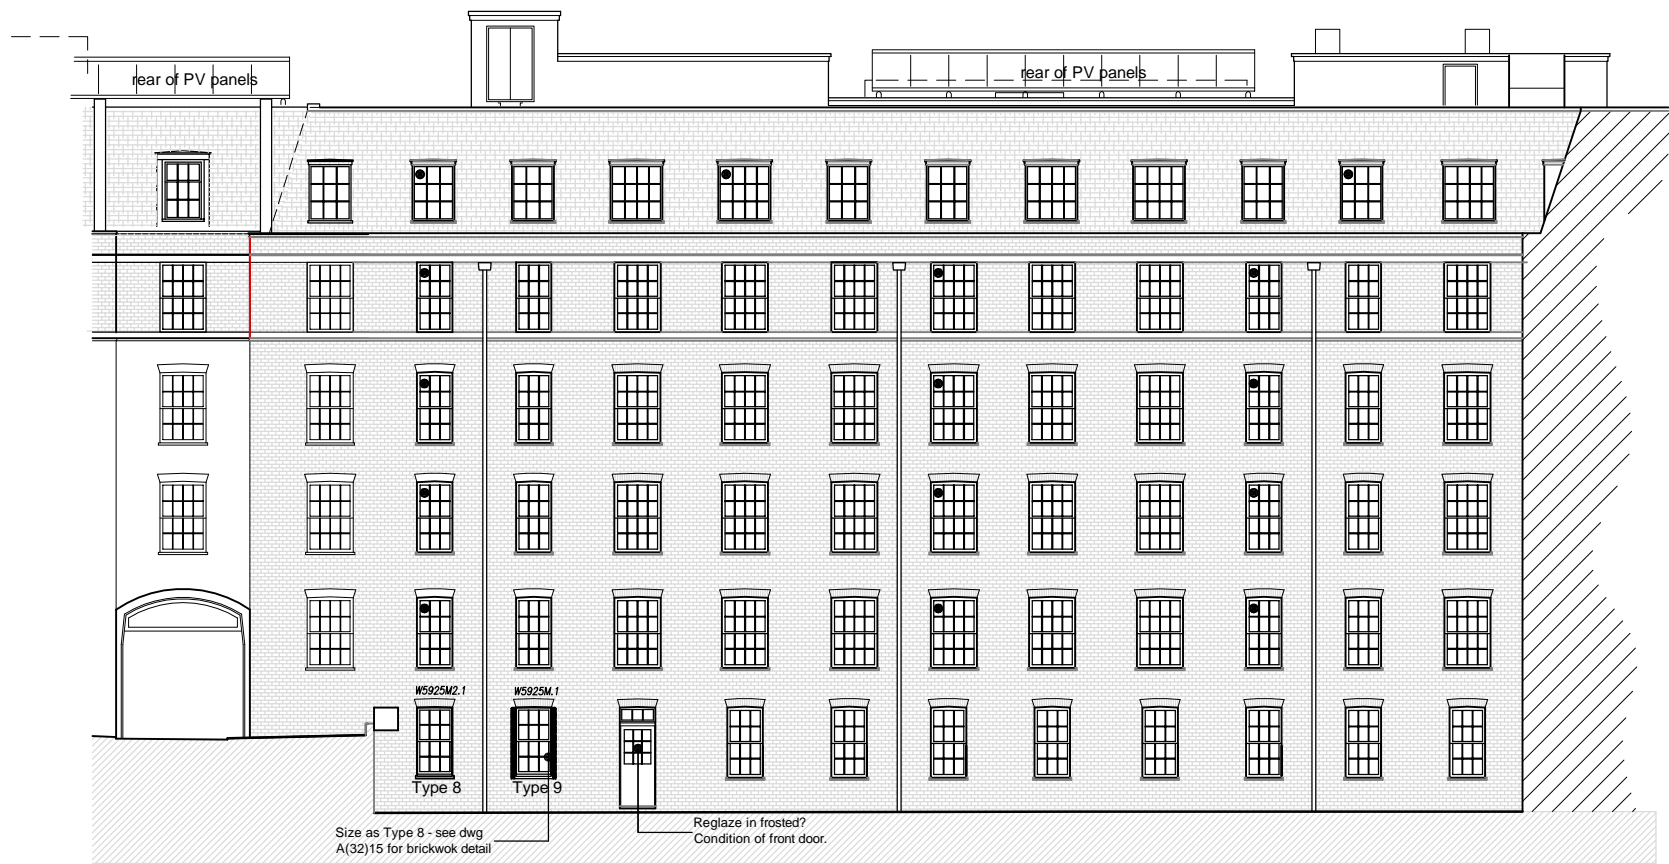 rear of PV panels
rear of PV panels
W5925M2.1
W5925M.1
Type 8
Type 9
Size as Type 8 - see dwg
A(32)15 for brickwok detail
Reglaze in frosted?
Condition of front door.